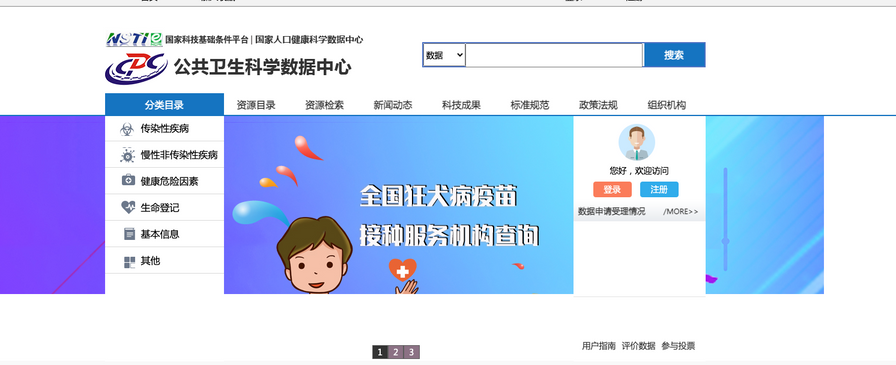 国家科技基础条件平台 | 国家人口健康科学数据中心
公共卫生科学数据中心
数据
搜索
分类目录 资源目录 资源检索 新闻动态 科技成果 标准规范 政策法规 组织机构
传染性疾病
慢性非传染性疾病
健康危险因素
生命登记
基本信息
其他
全国狂犬病疫苗
接种服务机构查询
您好，欢迎访问
登录 注册
数据申请受理情况 /MORE>>
1 2 3
用户指南 评价数据 参与投票